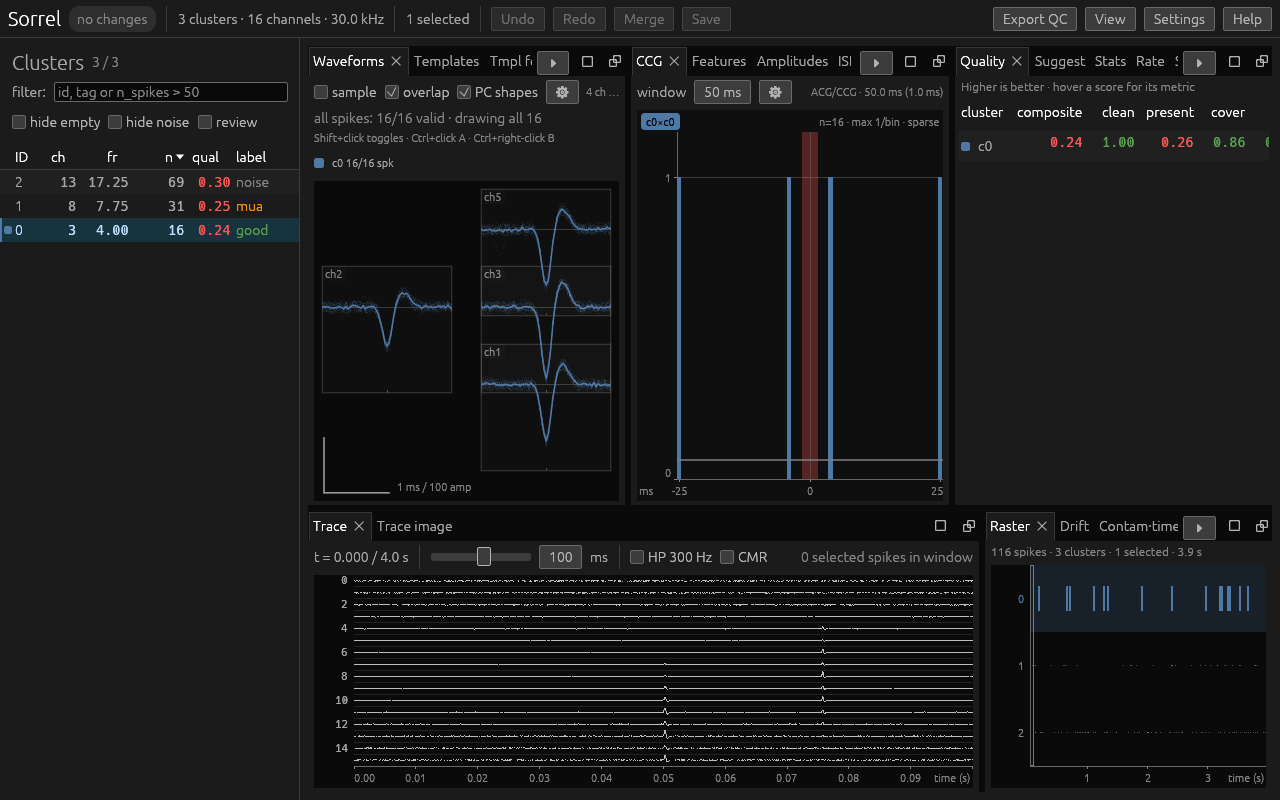 Sorrel no changes 3 clusters · 16 channels · 30.0 kHz 1 selected Undo Redo Merge Save Export QC View Settings Help
Clusters 3 / 3
filter: id, tag or n_spikes > 50
hide empty hide noise review
ID ch fr n qual label
2 13 17.25 69 0.30 noise
1 8 7.75 31 0.25 mua
0 3 4.00 16 0.24 good
Waveforms Templates Tmpl f
sample overlap PC shapes 4 ch ...
all spikes: 16/16 valid · drawing all 16
Shift+click toggles · Ctrl+click A · Ctrl+right-click B
c0 16/16 spk
ch5
ch2
ch3
ch1
1 ms / 100 amp
CCG Features Amplitudes ISI
window 50 ms ACG/CCG · 50.0 ms (1.0 ms)
c0×c0 n=16 · max 1/bin · sparse
1
0
ms -25 0 25
Quality Suggest Stats Rate
Higher is better · hover a score for its metric
cluster composite clean present cover
c0 0.24 1.00 0.26 0.86
Trace Trace image
t = 0.000 / 4.0 s 100 ms HP 300 Hz CMR 0 selected spikes in window
0
2
4
6
8
10
12
14
0.00 0.01 0.02 0.03 0.04 0.05 0.06 0.07 0.08 0.09 time (s)
Raster Drift Contam·time
116 spikes · 3 clusters · 1 selected · 3.9 s
0
1
2
1 2 3 time (s)